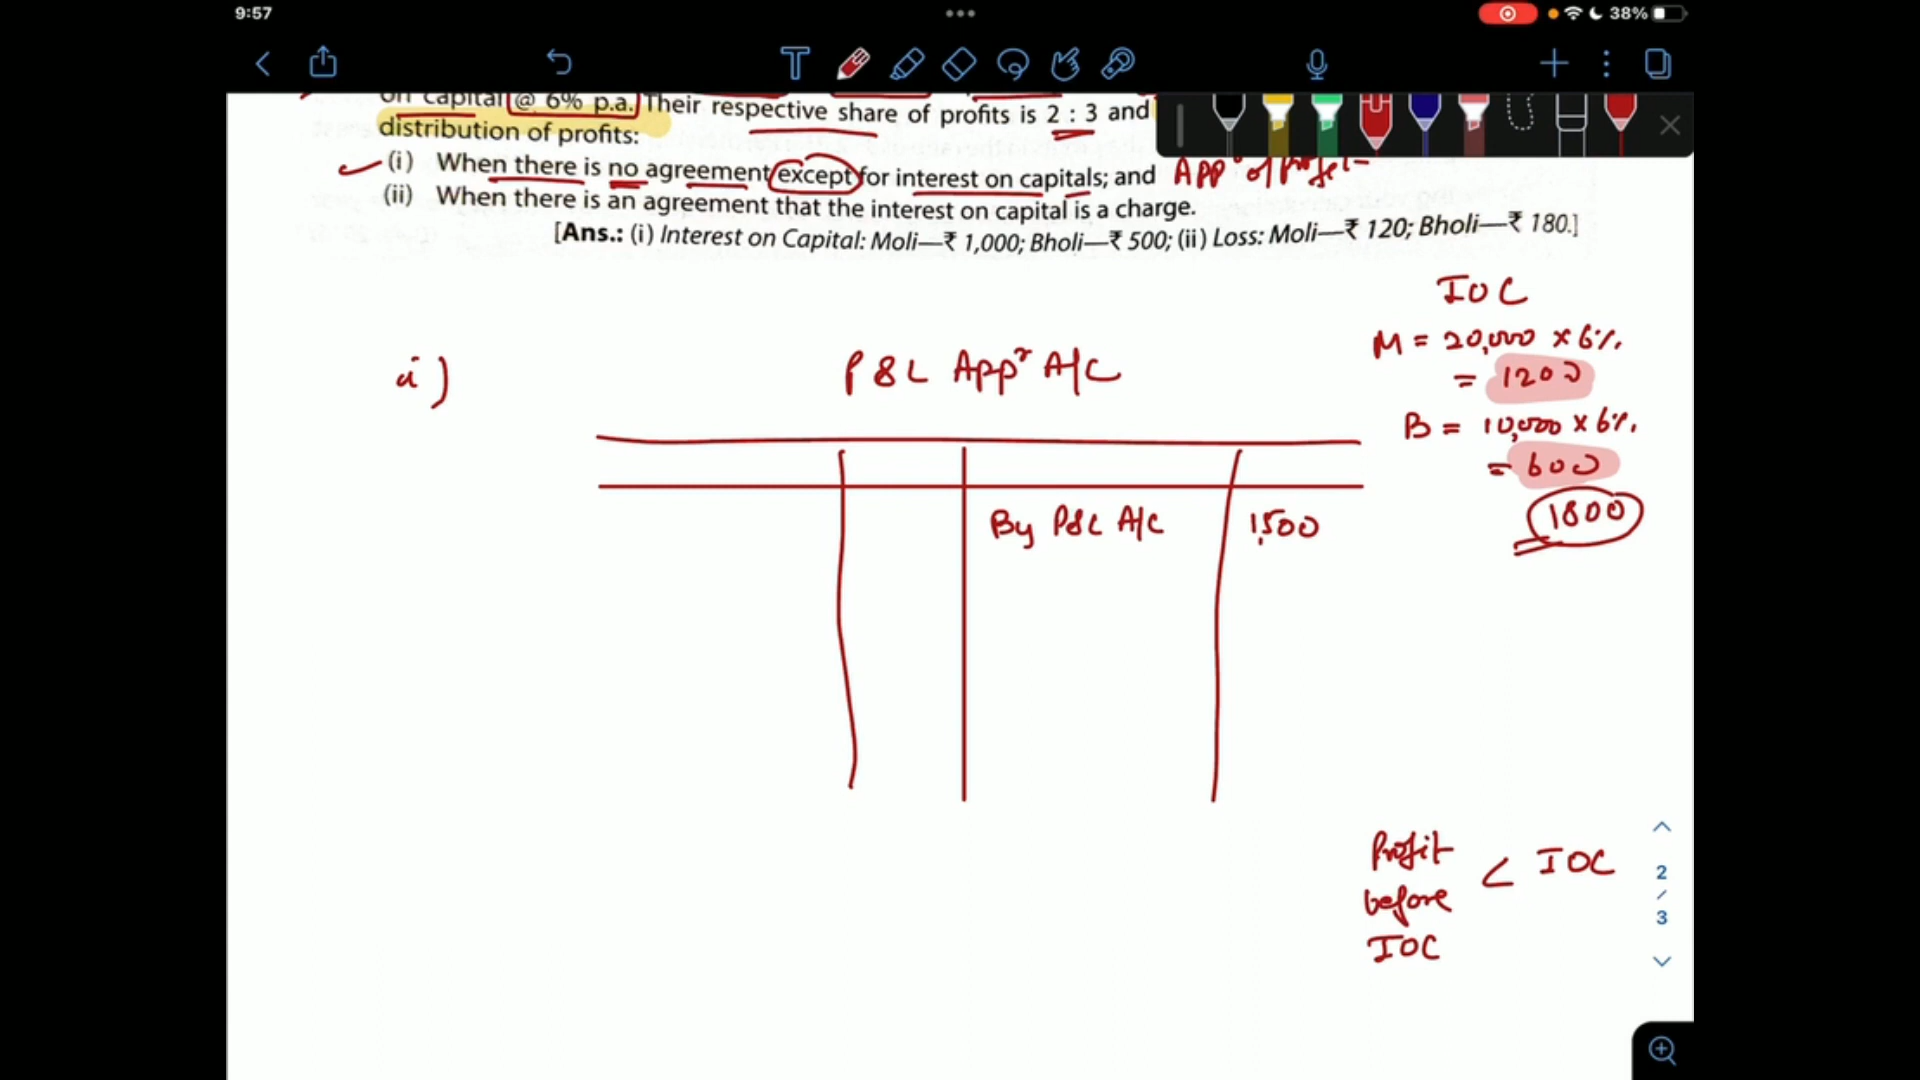 9:57
38%
on capital @ 6% p.a. Their respective share of profits is 2 : 3 and
distribution of profits:
(i) When there is no agreement except for interest on capitals; and App^r of profit
(ii) When there is an agreement that the interest on capital is a charge.
[Ans.: (i) Interest on Capital: Moli—₹ 1,000; Bholi—₹ 500; (ii) Loss: Moli—₹ 120; Bholi—₹ 180.]
IOC
M = 20,000 × 6%
= 1200
B = 10,000 × 6%
= 600
1800
i)
P&L App^r A/C
By P&L A/C 1,500
Profit before IOC < IOC
2
/
3